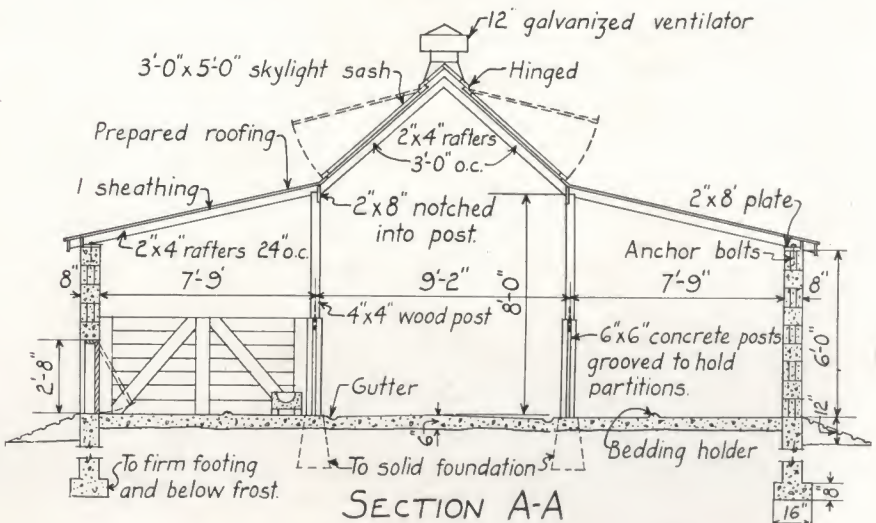 12" galvanized ventilator
3'-0"x5'-0" skylight sash
Hinged
Prepared roofing
2"x4" rafters
3'-0" o.c.
1 sheathing
2"x8" notched
into post.
2"x8' plate
2"x4" rafters 24" o.c.
Anchor bolts
8"
7'-9'
9'-2"
8'-0"
7'-9"
8"
4"x4" wood post
6"x6" concrete posts
grooved to hold
partitions.
6'-0"
2'-8"
Gutter
6"
12"
Bedding holder
To firm footing
and below frost.
To solid foundation
8"
16"
SECTION A-A